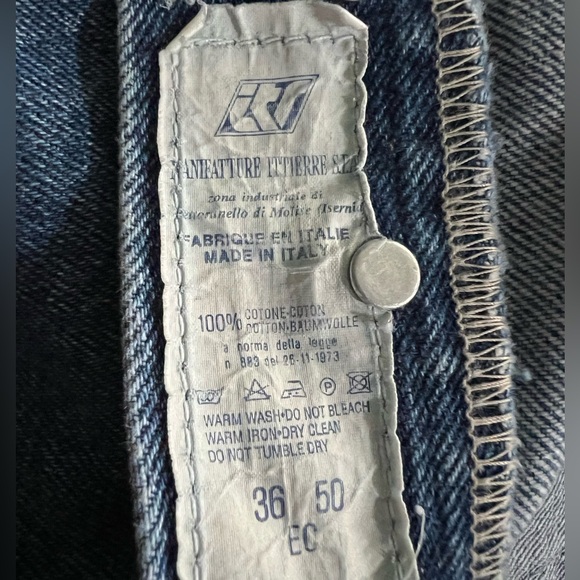 ITR
MANIFATTURE ITTIERRE S.P.A.
zona industriale di
Pettoranello di Molise (Isernia
FABRIQUE EN ITALIE
MADE IN ITALY
100% COTONE-COTON
COTTON-BAUMWOLLE
a norma della legge
n 883 del 26-11-1973
WARM WASH•DO NOT BLEACH
WARM IRON•DRY CLEAN
DO NOT TUMBLE DRY
36 50
EC